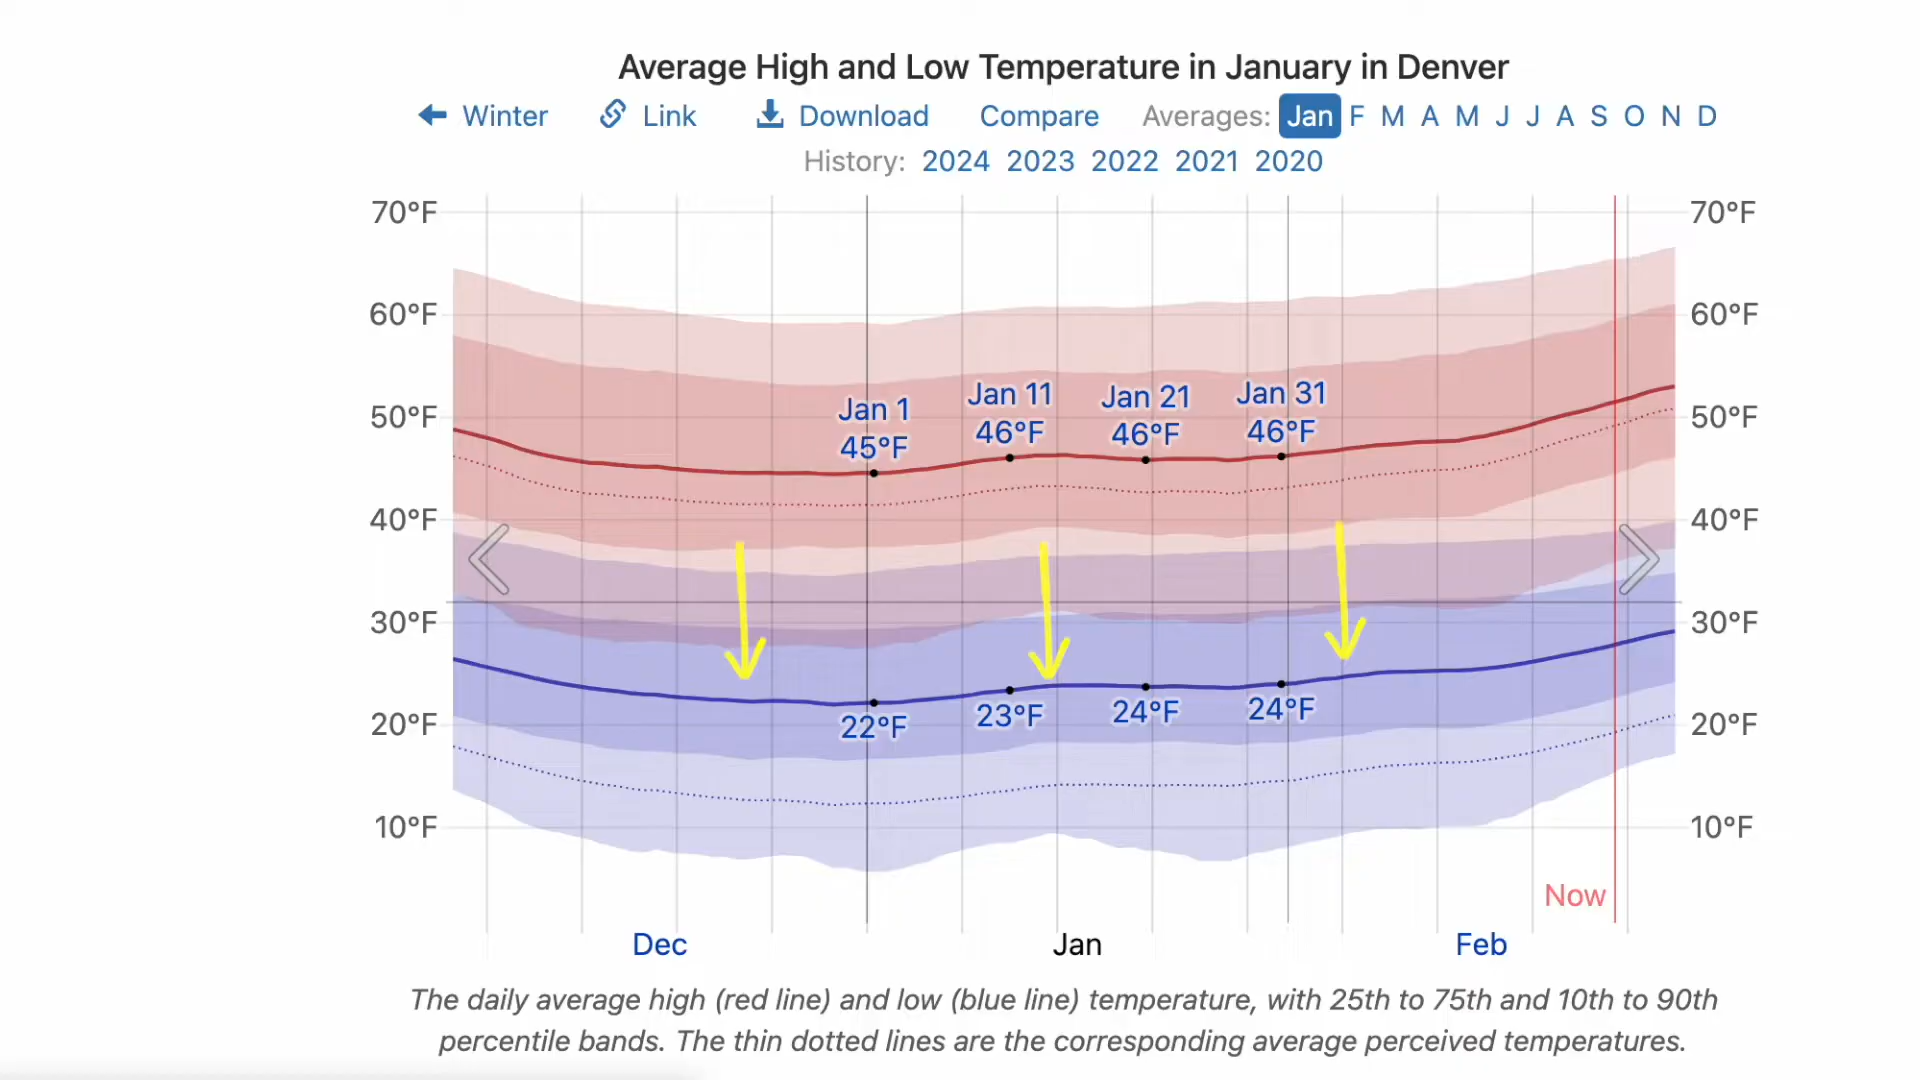 Average High and Low Temperature in January in Denver
Winter Link Download Compare Averages: Jan F M A M J J A S O N D
History: 2024 2023 2022 2021 2020
70°F 70°F
60°F 60°F
50°F 50°F
40°F 40°F
30°F 30°F
20°F 20°F
10°F 10°F
Jan 1 Jan 11 Jan 21 Jan 31
45°F 46°F 46°F 46°F
22°F 23°F 24°F 24°F
Now
Dec Jan Feb
The daily average high (red line) and low (blue line) temperature, with 25th to 75th and 10th to 90th
percentile bands. The thin dotted lines are the corresponding average perceived temperatures.